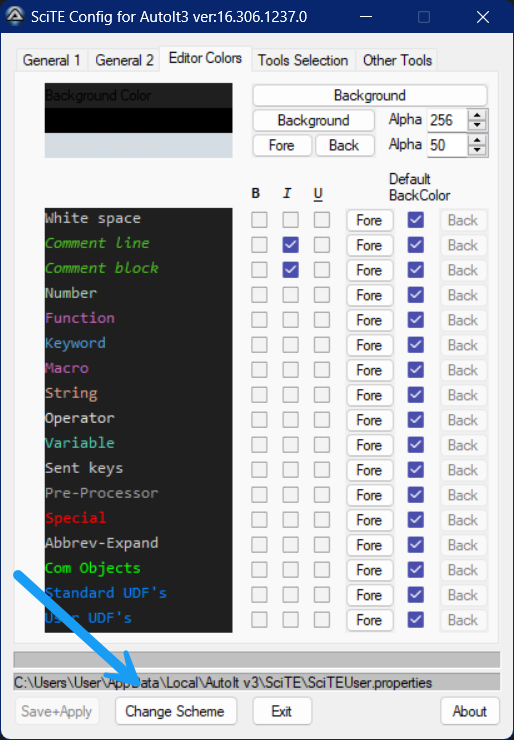 SciTE Config for AutoIt3 ver:16.306.1237.0
General 1 General 2 Editor Colors Tools Selection Other Tools
Background Color Background
Background Alpha 256
Fore Back Alpha 50
B I U Default BackColor
White space Fore Back
Comment line Fore Back
Comment block Fore Back
Number Fore Back
Function Fore Back
Keyword Fore Back
Macro Fore Back
String Fore Back
Operator Fore Back
Variable Fore Back
Sent keys Fore Back
Pre-Processor Fore Back
Special Fore Back
Abbrev-Expand Fore Back
Com Objects Fore Back
Standard UDF's Fore Back
User UDF's Fore Back
C:\Users\User\AppData\Local\AutoIt v3\SciTE\SciTEUser.properties
Save+Apply Change Scheme Exit About